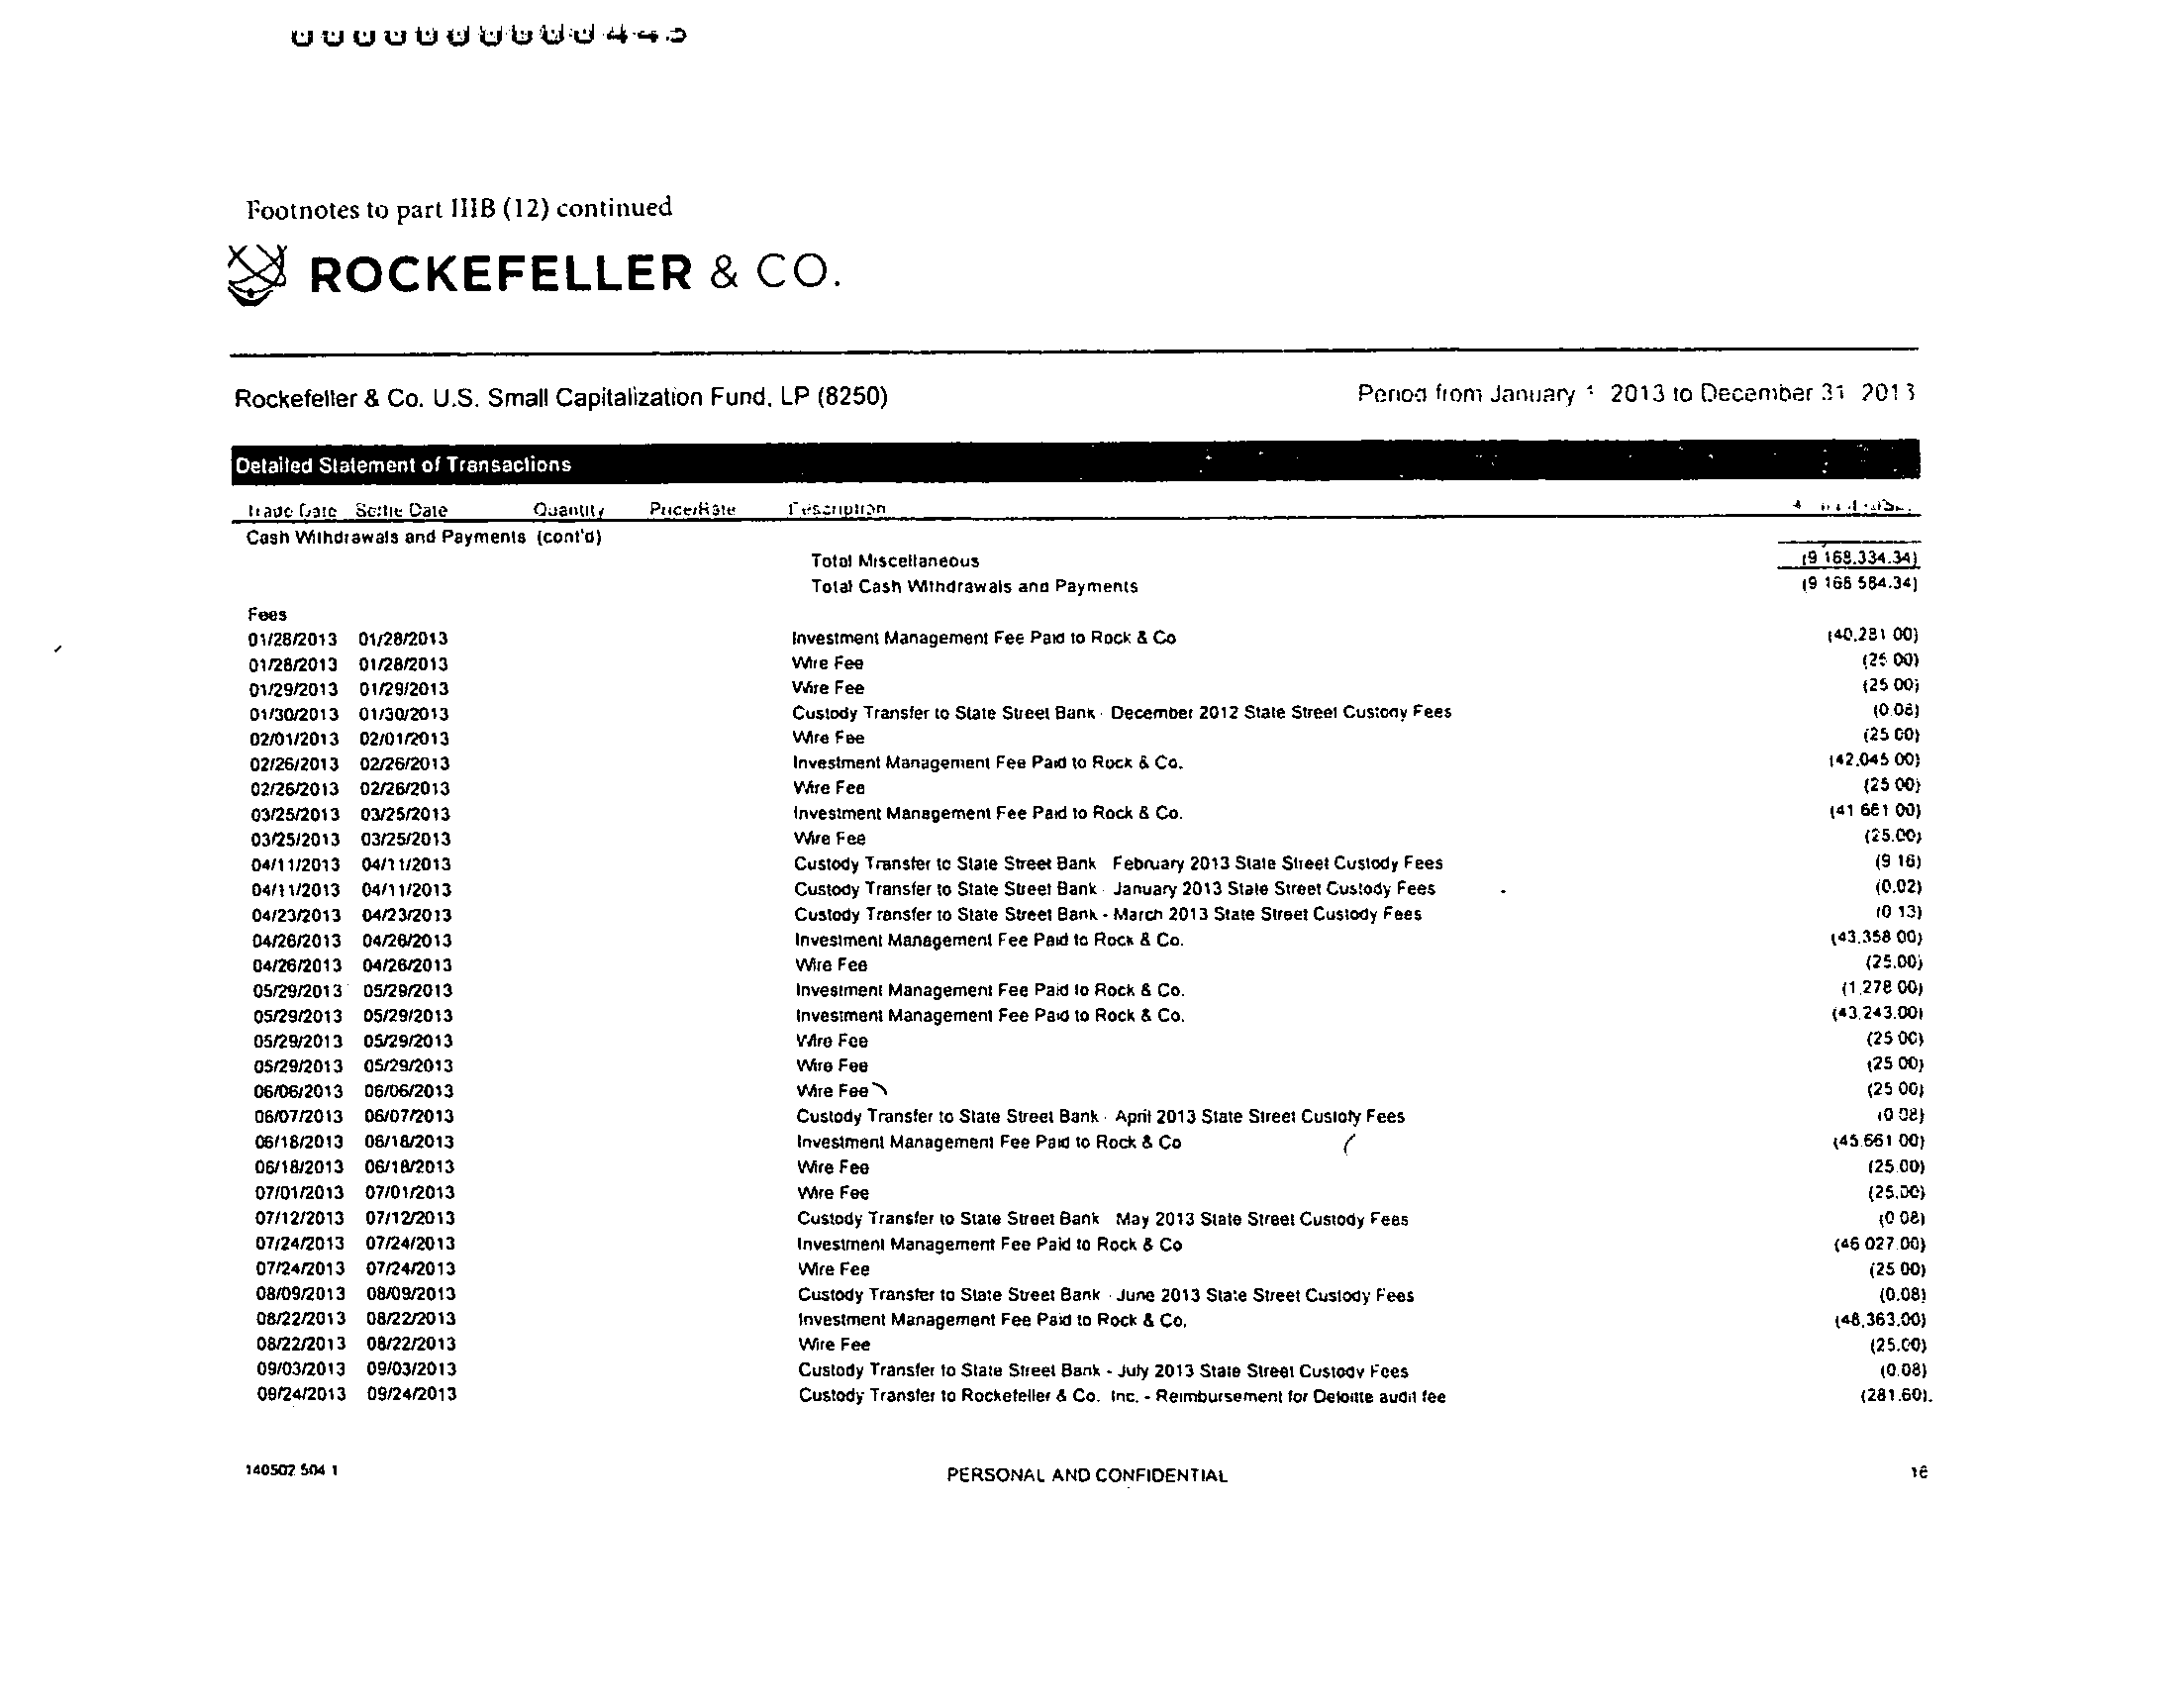 Footnotes to part IIIB (12) continued
ROCKEFELLER & CO.
Rockefeller & Co. U.S. Small Capitalization Fund, LP (8250) Period from January 1 2013 to December 31 2013
Detailed Statement of Transactions
Trade Date Settle Date Quantity Price/Rate Description
Cash Withdrawals and Payments (cont'd)
Total Miscellaneous (9 168.334.34)
Total Cash Withdrawals and Payments (9 168 584.34)
Fees
01/28/2013 01/28/2013 Investment Management Fee Paid to Rock & Co (40,281 00)
01/28/2013 01/28/2013 Wire Fee (25 00)
01/29/2013 01/29/2013 Wire Fee (25 00)
01/30/2013 01/30/2013 Custody Transfer to State Street Bank - December 2012 State Street Custody Fees
02/01/2013 02/01/2013 Wire Fee (25 00)
02/26/2013 02/26/2013 Investment Management Fee Paid to Rock & Co. (42.045 00)
02/26/2013 02/26/2013 Wire Fee (25 00)
03/25/2013 03/25/2013 Investment Management Fee Paid to Rock & Co. (41 661 00)
03/25/2013 03/25/2013 Wire Fee (25.00)
04/11/2013 04/11/2013 Custody Transfer to State Street Bank February 2013 State Street Custody Fees (9 16)
04/11/2013 04/11/2013 Custody Transfer to State Street Bank - January 2013 State Street Custody Fees (0.02)
04/23/2013 04/23/2013 Custody Transfer to State Street Bank - March 2013 State Street Custody Fees (0 13)
04/26/2013 04/26/2013 Investment Management Fee Paid to Rock & Co. (43,358 00)
04/26/2013 04/26/2013 Wire Fee (25.00)
05/29/2013 05/29/2013 Investment Management Fee Paid to Rock & Co. (1,278 00)
05/29/2013 05/29/2013 Investment Management Fee Paid to Rock & Co. (43,243.00)
05/29/2013 05/29/2013 Wire Fee (25 00)
05/29/2013 05/29/2013 Wire Fee (25 00)
06/06/2013 06/06/2013 Wire Fee (25 00)
06/07/2013 06/07/2013 Custody Transfer to State Street Bank - April 2013 State Street Custody Fees (0 08)
06/18/2013 06/18/2013 Investment Management Fee Paid to Rock & Co (45.661 00)
06/18/2013 06/18/2013 Wire Fee (25.00)
07/01/2013 07/01/2013 Wire Fee (25.00)
07/12/2013 07/12/2013 Custody Transfer to State Street Bank May 2013 State Street Custody Fees (0 08)
07/24/2013 07/24/2013 Investment Management Fee Paid to Rock & Co (46 027.00)
07/24/2013 07/24/2013 Wire Fee (25 00)
08/09/2013 08/09/2013 Custody Transfer to State Street Bank - June 2013 State Street Custody Fees (0.08)
08/22/2013 08/22/2013 Investment Management Fee Paid to Rock & Co. (48,363.00)
08/22/2013 08/22/2013 Wire Fee (25.00)
09/03/2013 09/03/2013 Custody Transfer to State Street Bank - July 2013 State Street Custody Fees (0.08)
09/24/2013 09/24/2013 Custody Transfer to Rockefeller & Co. Inc. - Reimbursement for Deloitte audit fee (281.60)
140502 504 1 PERSONAL AND CONFIDENTIAL 16